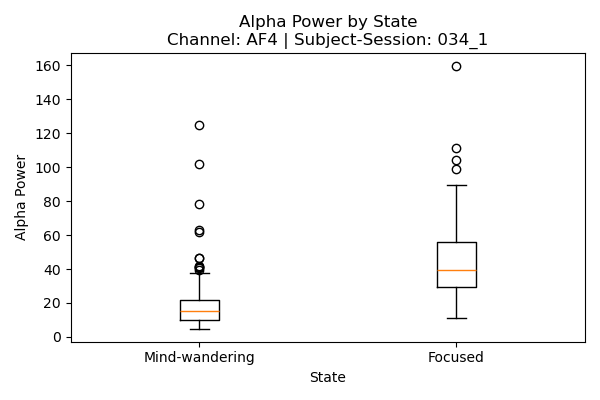 Alpha Power by State
Channel: AF4 | Subject-Session: 034_1
Alpha Power
160
140
120
100
80
60
40
20
0
Mind-wandering
Focused
State